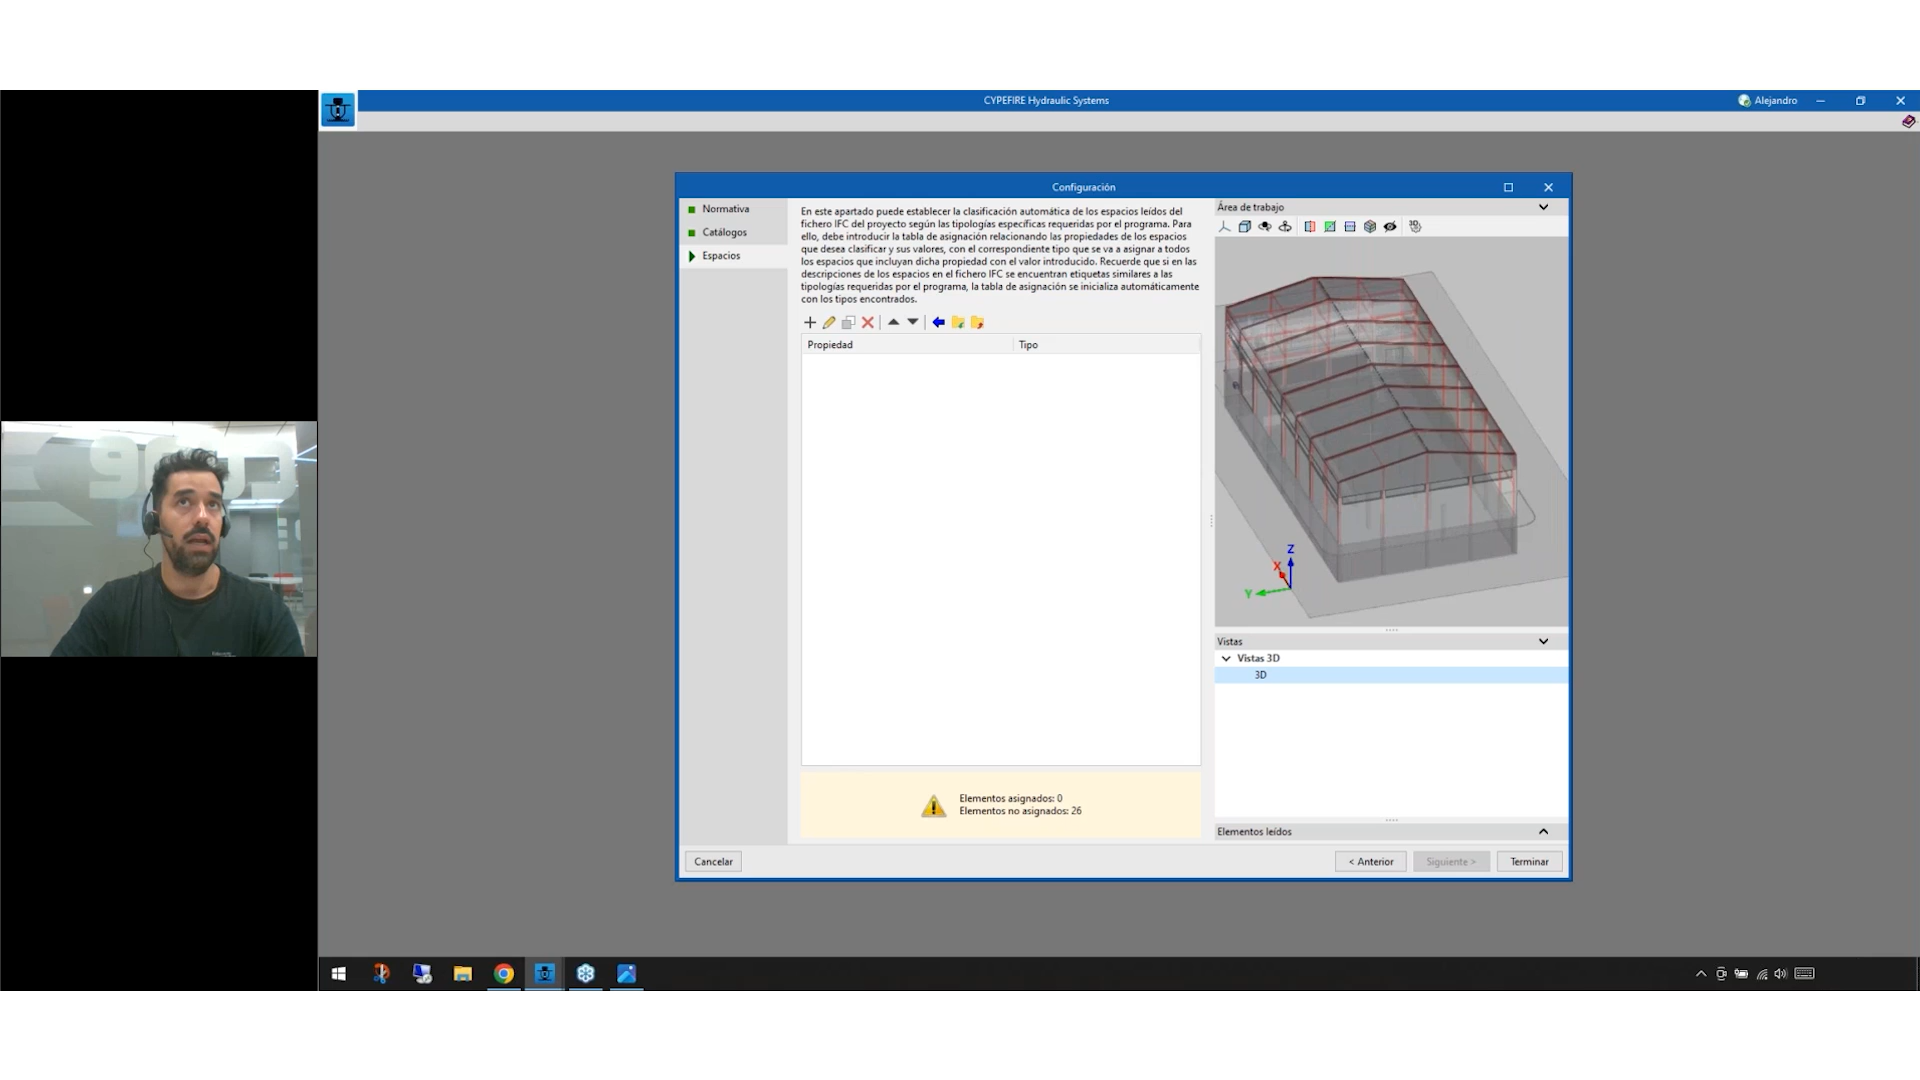 CYPEFIRE Hydraulic Systems
Alejandro
Configuración
Normativa
Catálogos
Espacios
En este apartado puede establecer la clasificación automática de los espacios leídos del
fichero IFC del proyecto según las tipologías específicas requeridas por el programa. Para
ello, debe introducir la tabla de asignación relacionando las propiedades de los espacios
que desea clasificar y sus valores, con el correspondiente tipo que se va a asignar a todos
los espacios que incluyan dicha propiedad con el valor introducido. Recuerde que si en las
descripciones de los espacios en el fichero IFC se encuentran etiquetas similares a las
tipologías requeridas por el programa, la tabla de asignación se inicializa automáticamente
con los tipos encontrados.
Propiedad
Tipo
Elementos asignados: 0
Elementos no asignados: 26
Área de trabajo
Z
X
Y
Vistas
Vistas 3D
3D
Elementos leídos
Cancelar
< Anterior
Siguiente >
Terminar